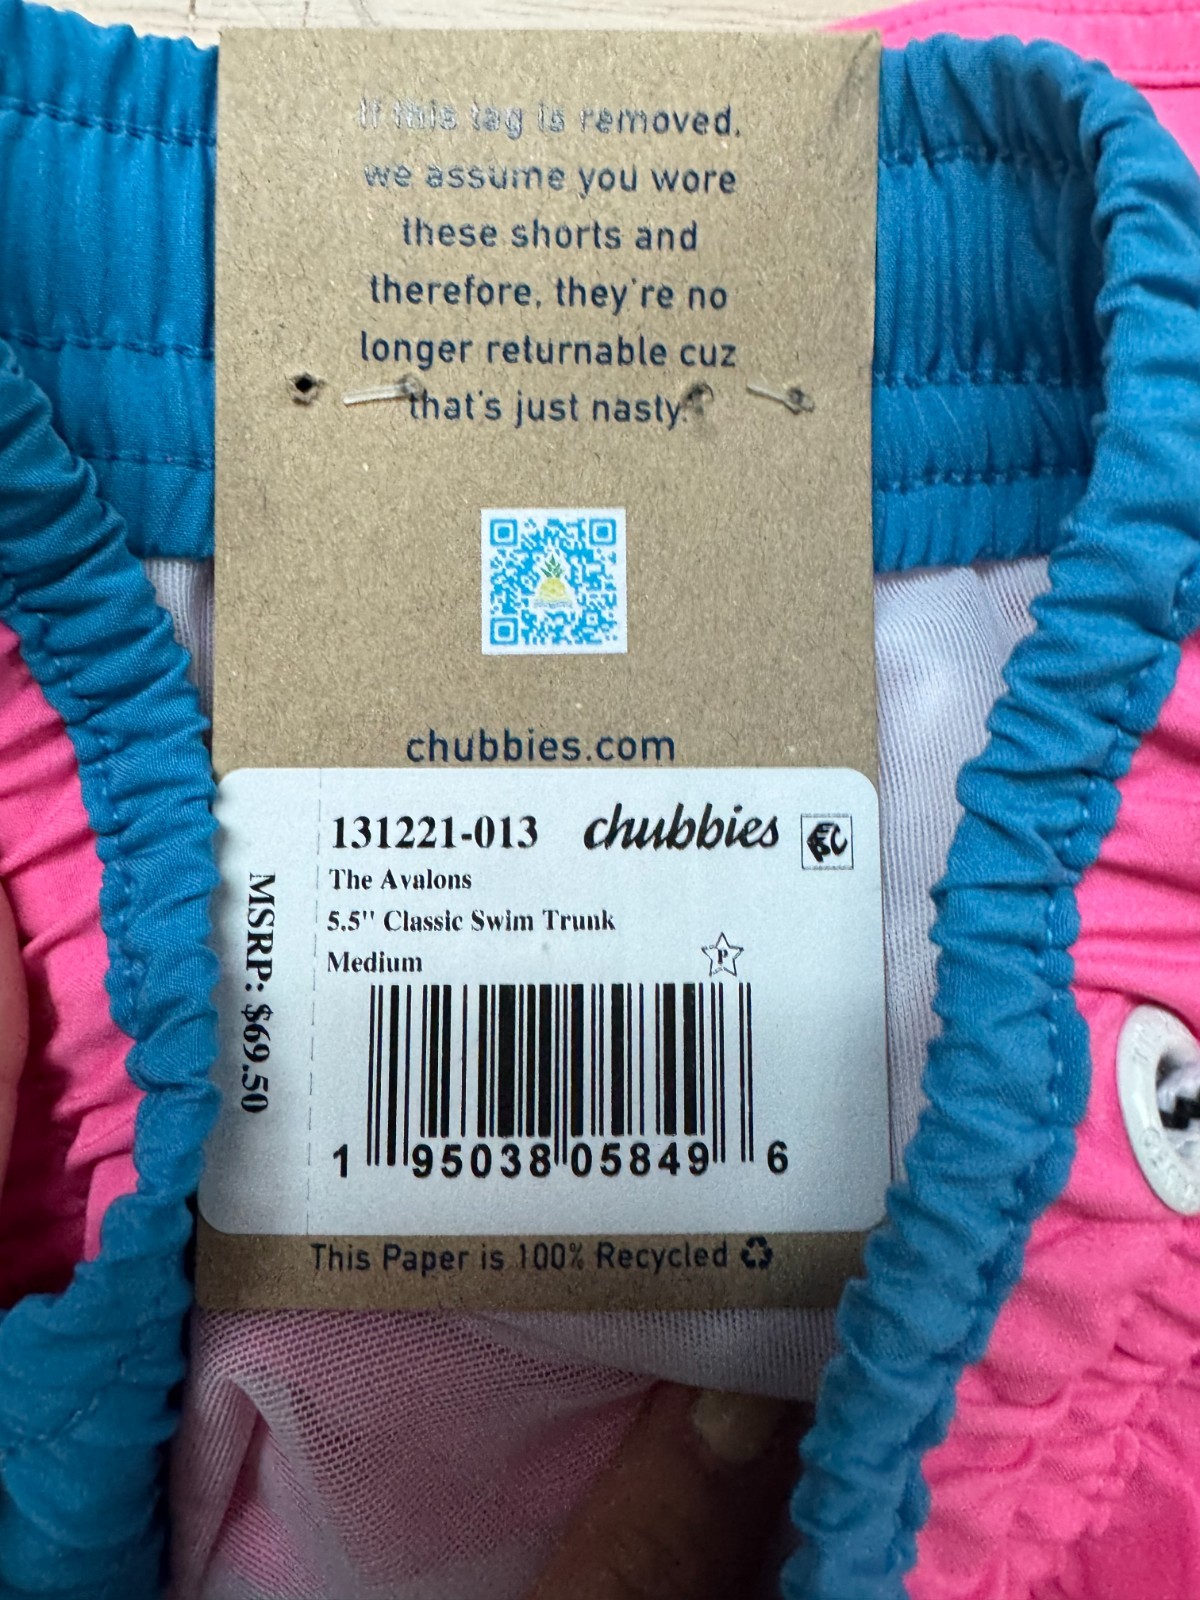 If this tag is removed,
we assume you wore
these shorts and
therefore, they're no
longer returnable cuz
that's just nasty.
chubbies.com
131221-013 chubbies
The Avalons
5.5" Classic Swim Trunk
Medium
P
MSRP: $69.50
1 95038 05849 6
This Paper is 100% Recycled